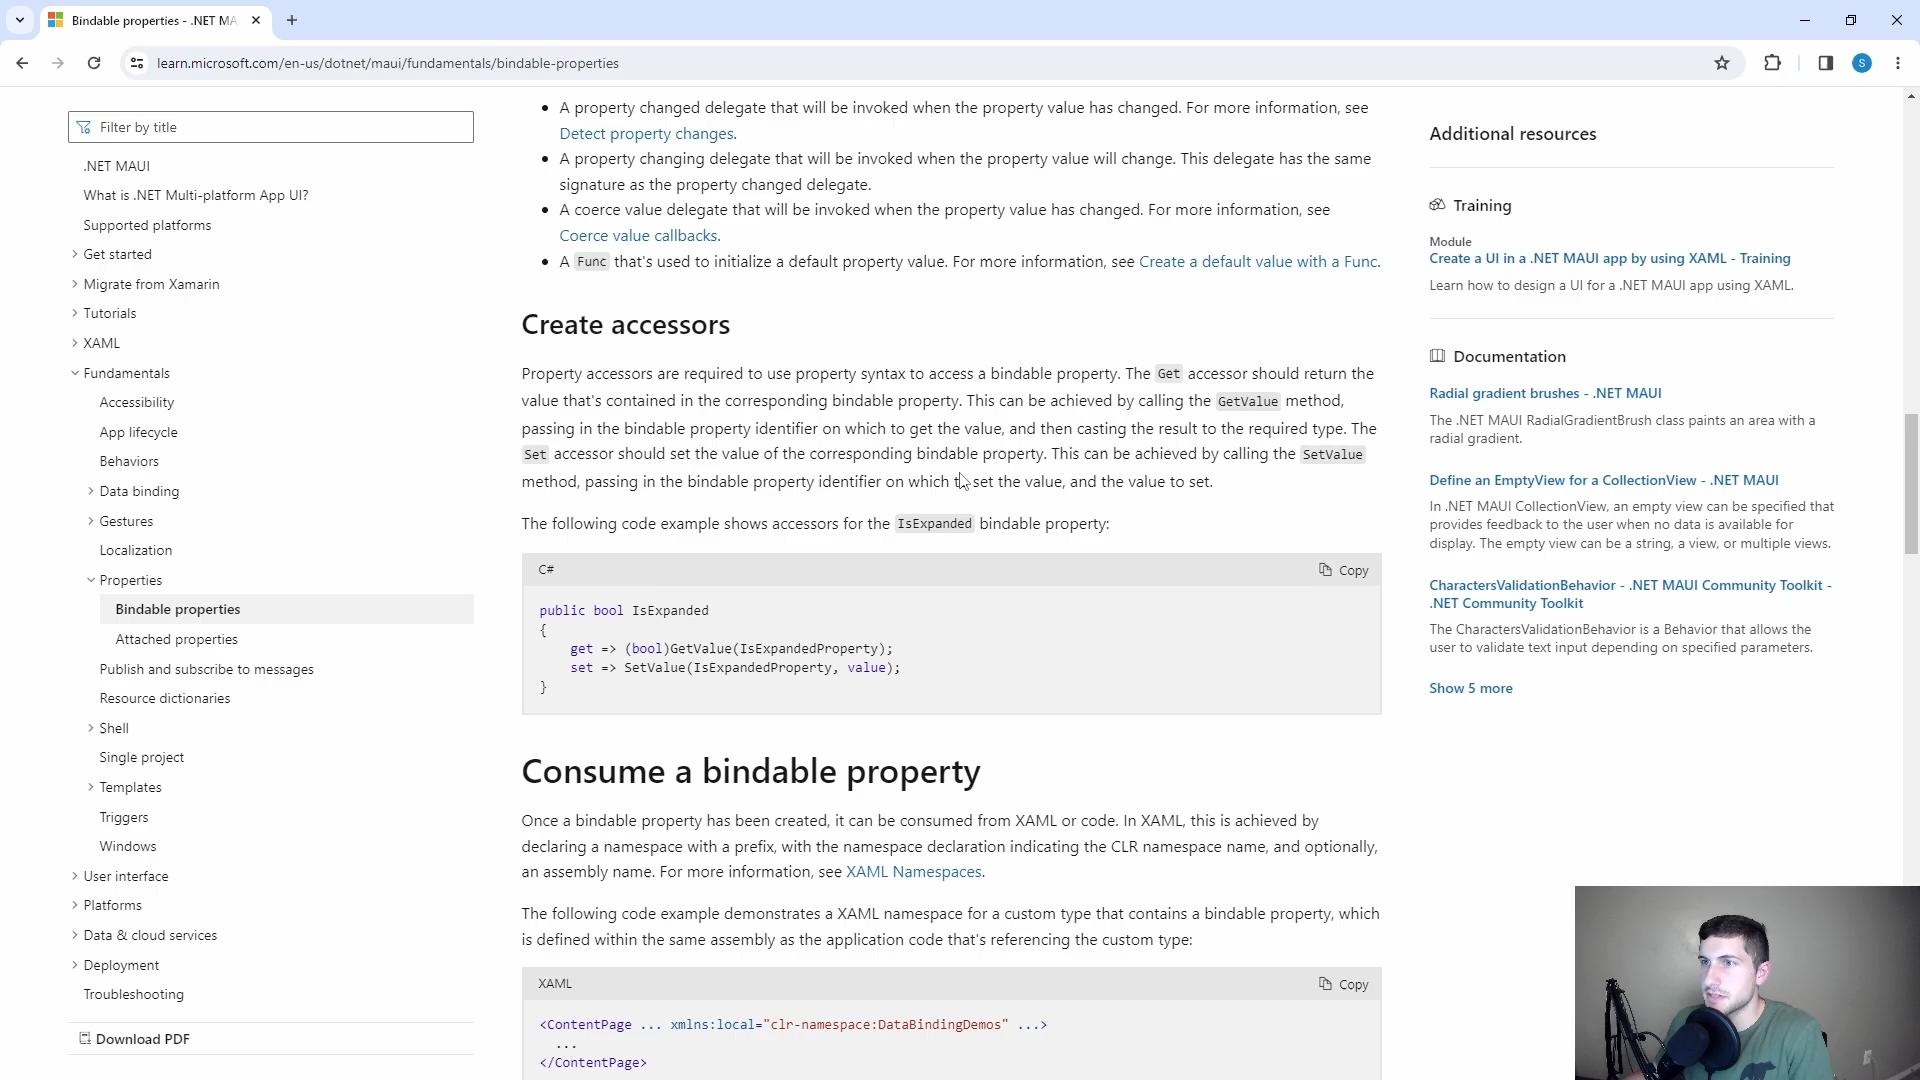 Bindable properties - .NET MA
learn.microsoft.com/en-us/dotnet/maui/fundamentals/bindable-properties
S
Filter by title
.NET MAUI
What is .NET Multi-platform App UI?
Supported platforms
Get started
Migrate from Xamarin
Tutorials
XAML
Fundamentals
Accessibility
App lifecycle
Behaviors
Data binding
Gestures
Localization
Properties
Bindable properties
Attached properties
Publish and subscribe to messages
Resource dictionaries
Shell
Single project
Templates
Triggers
Windows
User interface
Platforms
Data & cloud services
Deployment
Troubleshooting
Download PDF
• A property changed delegate that will be invoked when the property value has changed. For more information, see
Detect property changes.
• A property changing delegate that will be invoked when the property value will change. This delegate has the same
signature as the property changed delegate.
• A coerce value delegate that will be invoked when the property value has changed. For more information, see
Coerce value callbacks.
• A Func that's used to initialize a default property value. For more information, see Create a default value with a Func.
Create accessors
Property accessors are required to use property syntax to access a bindable property. The Get accessor should return the
value that's contained in the corresponding bindable property. This can be achieved by calling the GetValue method,
passing in the bindable property identifier on which to get the value, and then casting the result to the required type. The
Set accessor should set the value of the corresponding bindable property. This can be achieved by calling the SetValue
method, passing in the bindable property identifier on which to set the value, and the value to set.
The following code example shows accessors for the IsExpanded bindable property:
C#
Copy
public bool IsExpanded
{
get => (bool)GetValue(IsExpandedProperty);
set => SetValue(IsExpandedProperty, value);
}
Consume a bindable property
Once a bindable property has been created, it can be consumed from XAML or code. In XAML, this is achieved by
declaring a namespace with a prefix, with the namespace declaration indicating the CLR namespace name, and optionally,
an assembly name. For more information, see XAML Namespaces.
The following code example demonstrates a XAML namespace for a custom type that contains a bindable property, which
is defined within the same assembly as the application code that's referencing the custom type:
XAML
Copy
<ContentPage ... xmlns:local="clr-namespace:DataBindingDemos" ...>
...
</ContentPage>
Additional resources
Training
Module
Create a UI in a .NET MAUI app by using XAML - Training
Learn how to design a UI for a .NET MAUI app using XAML.
Documentation
Radial gradient brushes - .NET MAUI
The .NET MAUI RadialGradientBrush class paints an area with a
radial gradient.
Define an EmptyView for a CollectionView - .NET MAUI
In .NET MAUI CollectionView, an empty view can be specified that
provides feedback to the user when no data is available for
display. The empty view can be a string, a view, or multiple views.
CharactersValidationBehavior - .NET MAUI Community Toolkit -
.NET Community Toolkit
The CharactersValidationBehavior is a Behavior that allows the
user to validate text input depending on specified parameters.
Show 5 more